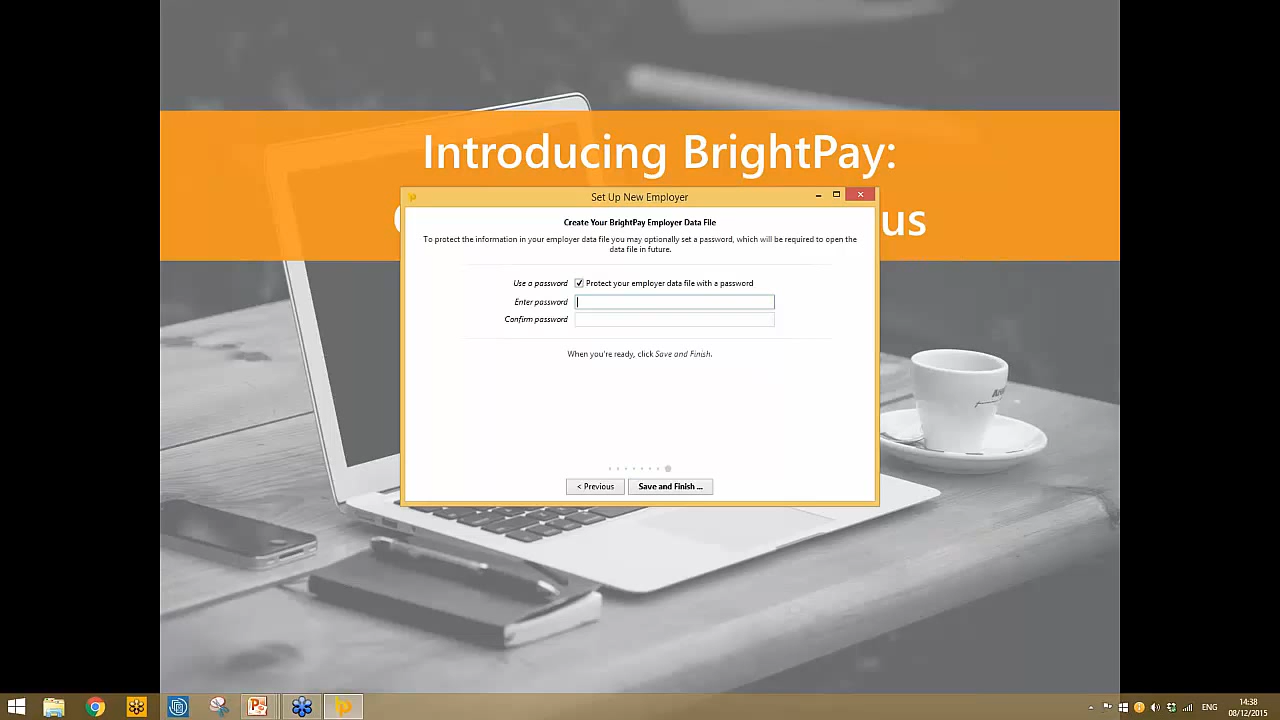 Introducing BrightPay:
us
Set Up New Employer
Create Your BrightPay Employer Data File
To protect the information in your employer data file you may optionally set a password, which will be required to open the
data file in future.
Use a password Protect your employer data file with a password
Enter password
Confirm password
When you're ready, click Save and Finish.
< Previous Save and Finish ...
ENG
14:38
08/12/2015